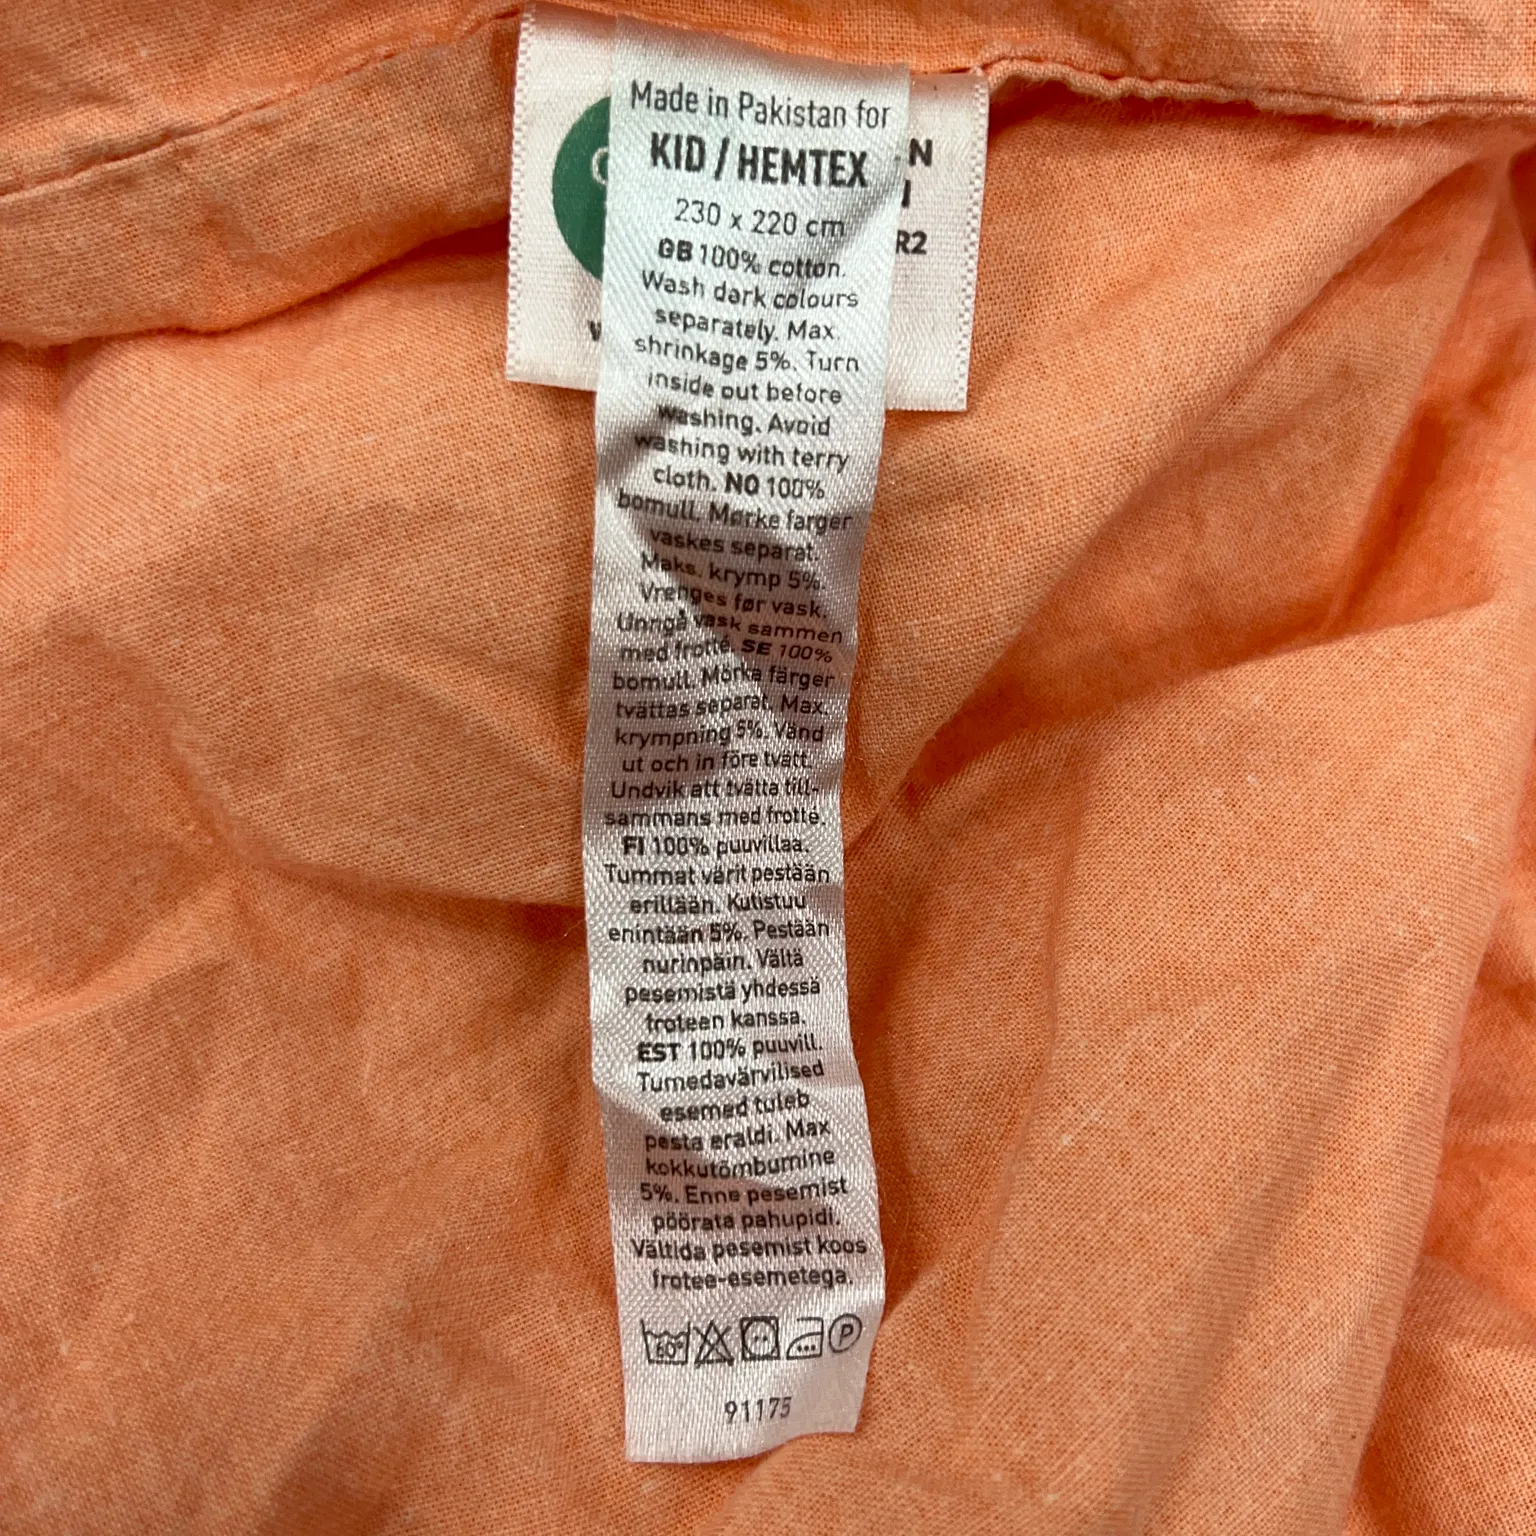 Made in Pakistan for
KID / HEMTEX
230 x 220 cm
GB 100% cotton.
Wash dark colours
separately. Max
shrinkage 5%. Turn
inside out before
washing. Avoid
washing with terry
cloth. NO 100%
bomull. Mørke farger
vaskes separat.
Maks. krymp 5%.
Vrenges før vask.
Unngå vask sammen
med frotté. SE 100%
bomull. Mörka färger
tvättas separat. Max.
krympning 5%. Vänd
ut och in före tvätt.
Undvik att tvätta till-
sammans med frotté.
FI 100% puuvillaa.
Tummat värit pestään
erillään. Kutistuu
enintään 5%. Pestään
nurinpäin. Vältä
pesemistä yhdessä
froteen kanssa.
EST 100% puuvill.
Tumedavärvilised
esemed tuleb
pesta eraldi. Max
kokkutõmbumine
5%. Enne pesemist
pöörata pahupidi.
Vältida pesemist koos
frotee-esemetega.
60° P
91175
N
R2